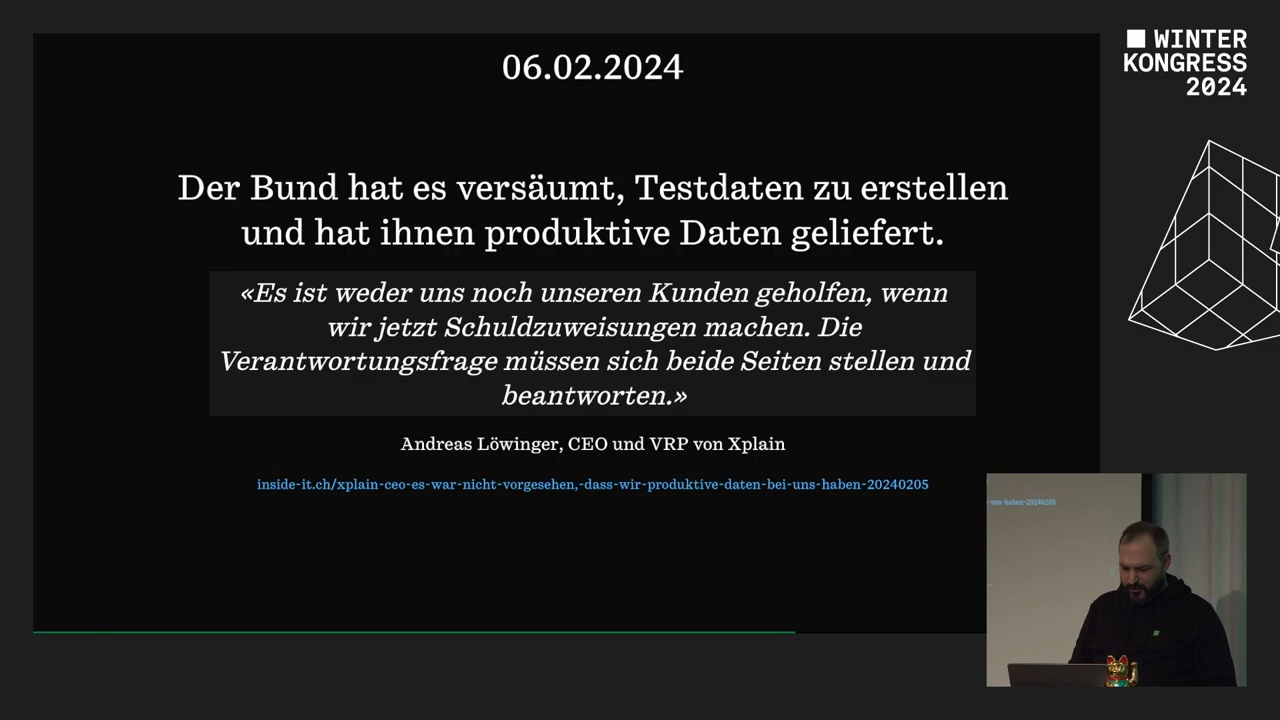 06.02.2024
Der Bund hat es versäumt, Testdaten zu erstellen
und hat ihnen produktive Daten geliefert.
«Es ist weder uns noch unseren Kunden geholfen, wenn
wir jetzt Schuldzuweisungen machen. Die
Verantwortungsfrage müssen sich beide Seiten stellen und
beantworten.»
Andreas Löwinger, CEO und VRP von Xplain
inside-it.ch/xplain-ceo-es-war-nicht-vorgesehen,-dass-wir-produktive-daten-bei-uns-haben-20240205
WINTER
KONGRESS
2024
-uns-haben-20240205